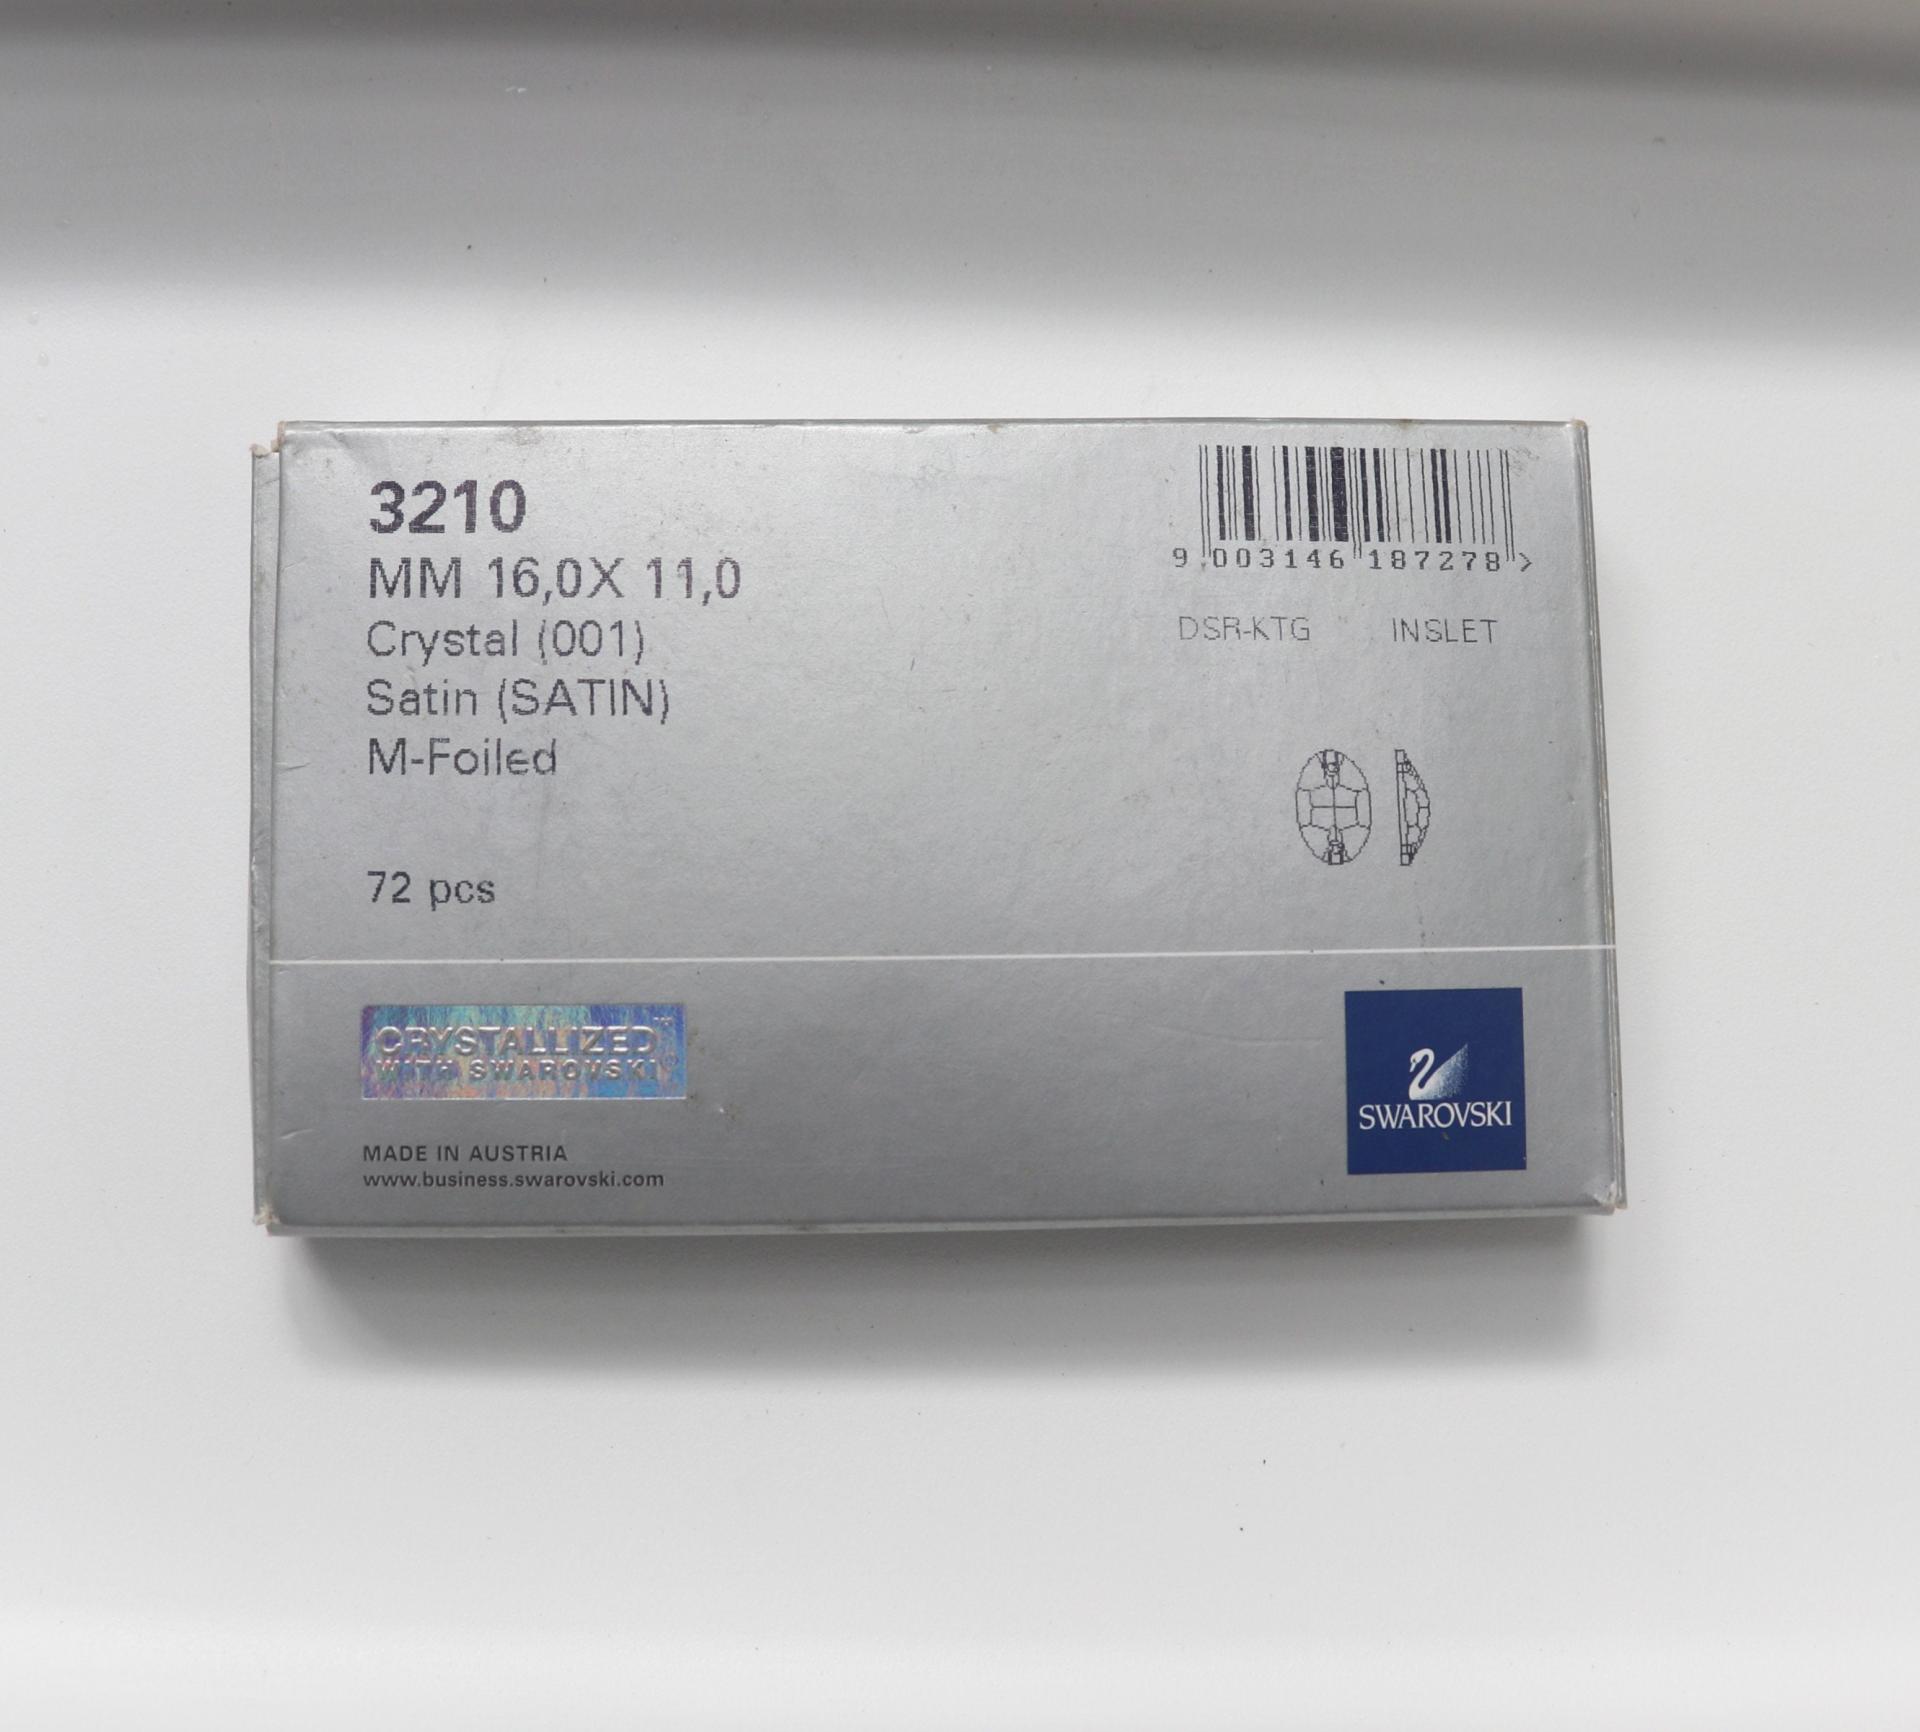 3210
MM 16,0X 11,0
Crystal (001)
Satin (SATIN)
M-Foiled
72 pcs
9 003146 187278 >
DSR-KTG INSLET
CRYSTALLIZED™
WITH SWAROVSKI®
MADE IN AUSTRIA
www.business.swarovski.com
SWAROVSKI